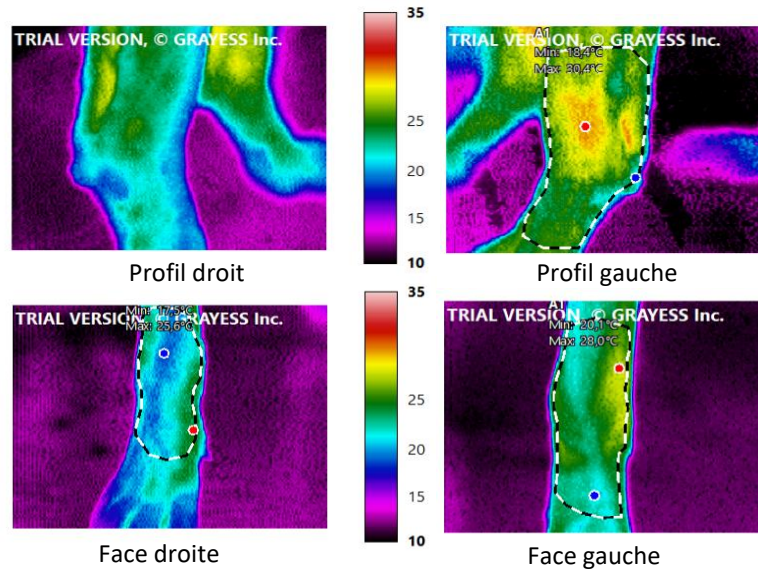 TRIAL VERSION, © GRAYESS Inc.
35
30
25
20
15
10
TRIAL VERSION, © GRAYESS Inc.
A1
Min: 18,4°C
Max: 30,4°C
Profil droit
Profil gauche
TRIAL VERSION, © GRAYESS Inc.
Min: 17,5°C
Max: 25,6°C
35
30
25
20
15
10
TRIAL VERSION, © GRAYESS Inc.
A1
Min: 20,1°C
Max: 28,0°C
Face droite
Face gauche